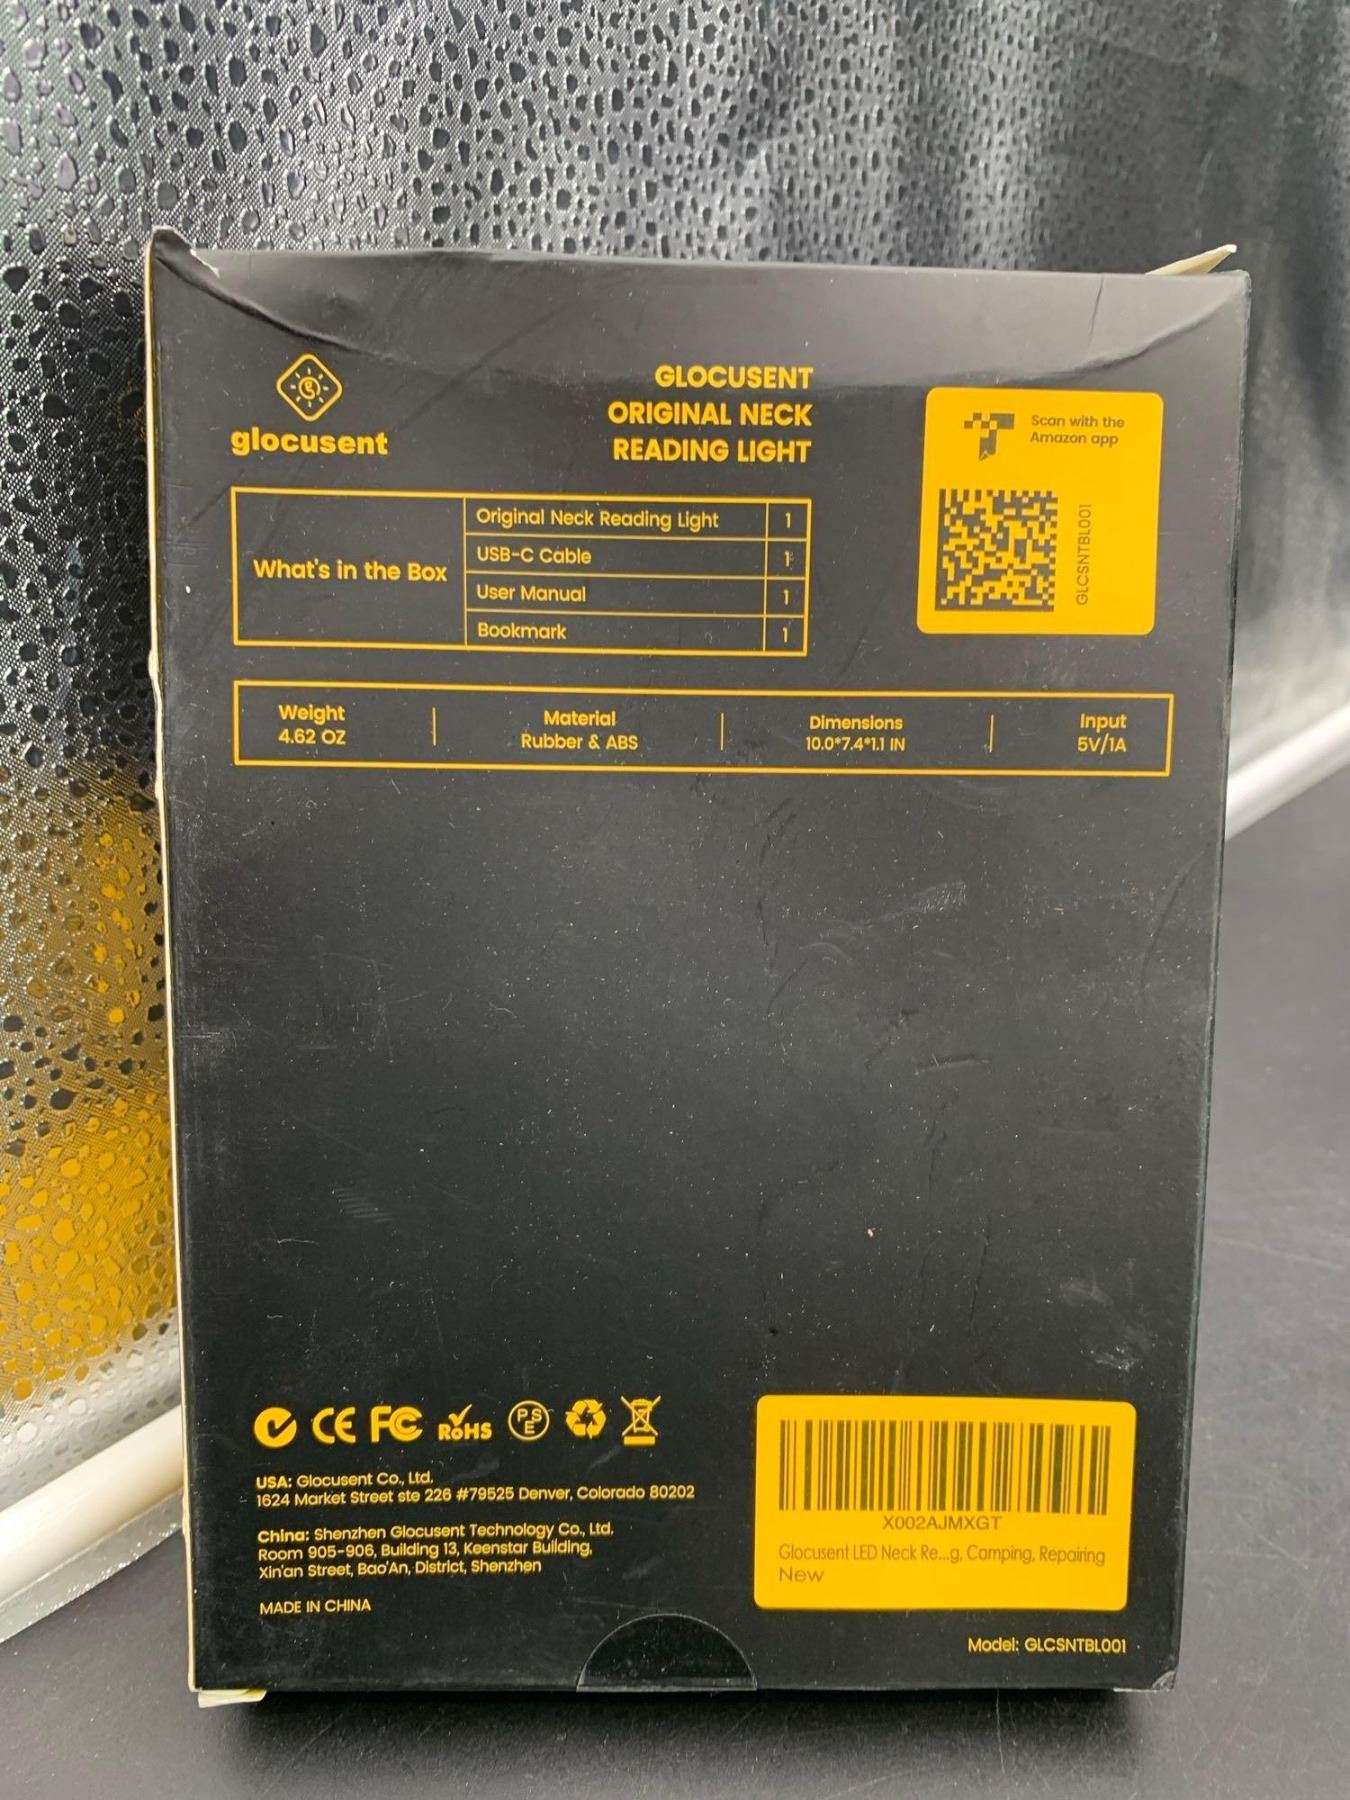 glocusent
GLOCUSENT
ORIGINAL NECK
READING LIGHT
Scan with the
Amazon app
GLCSNTBL001
What's in the Box
Original Neck Reading Light 1
USB-C Cable 1
User Manual 1
Bookmark 1
Weight
4.62 OZ
Material
Rubber & ABS
Dimensions
10.0*7.4*1.1 IN
Input
5V/1A
CE FC RoHS PSE
USA: Glocusent Co., Ltd.
1624 Market Street ste 226 #79525 Denver, Colorado 80202
China: Shenzhen Glocusent Technology Co., Ltd.
Room 905-906, Building 13, Keenstar Building,
Xin'an Street, Bao'An, District, Shenzhen
MADE IN CHINA
X002AJMXGT
Glocusent LED Neck Re...g, Camping, Repairing
New
Model: GLCSNTBL001